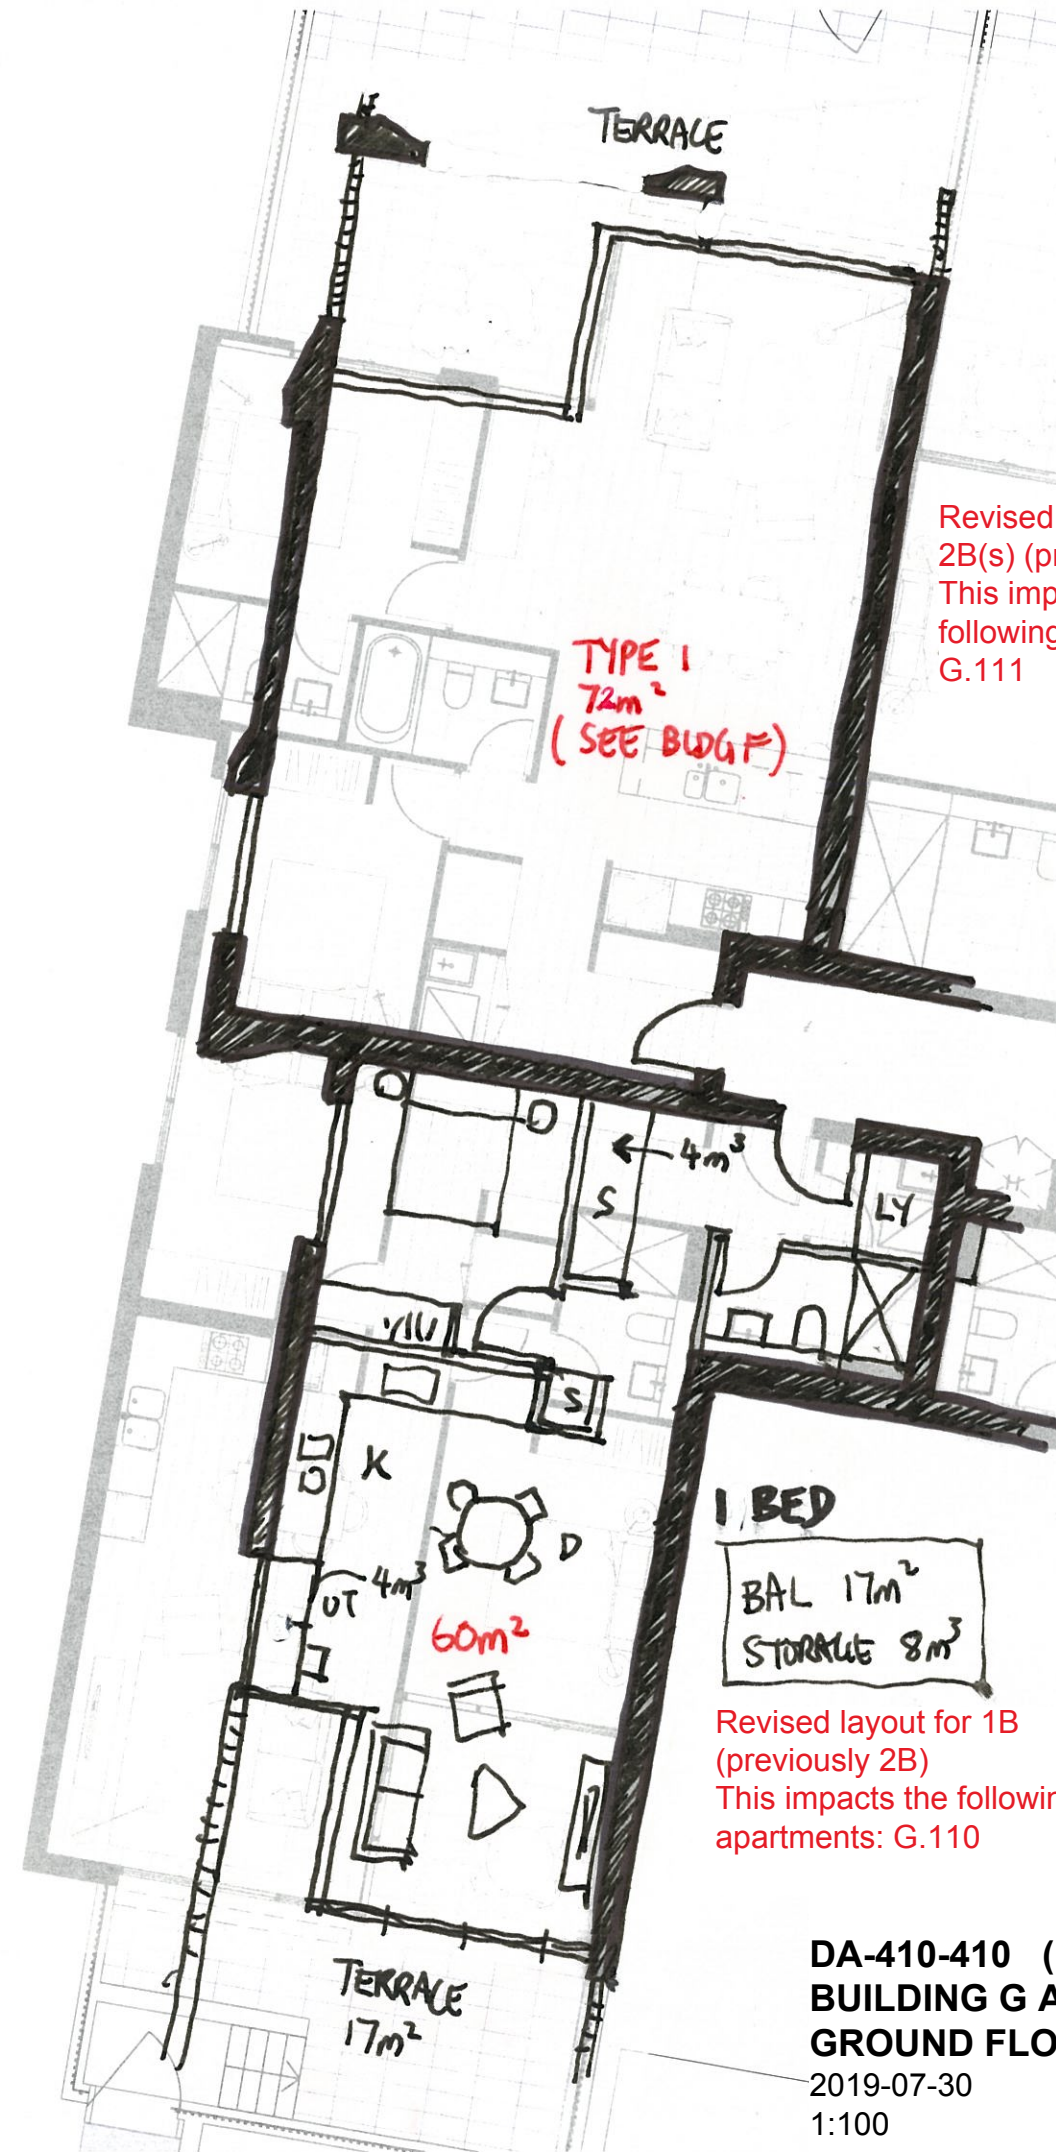 TERRACE
Revised
2B(s) (pr
This imp
following
G.111
TYPE 1
72m²
(SEE BLDG F)
4m³
S
LY
S
K
D
4m³
UT
60m²
1 BED
BAL 17m²
STORAGE 8m³
Revised layout for 1B
(previously 2B)
This impacts the followin
apartments: G.110
TERRACE
17m²
DA-410-410 (
BUILDING G A
GROUND FLO
2019-07-30
1:100